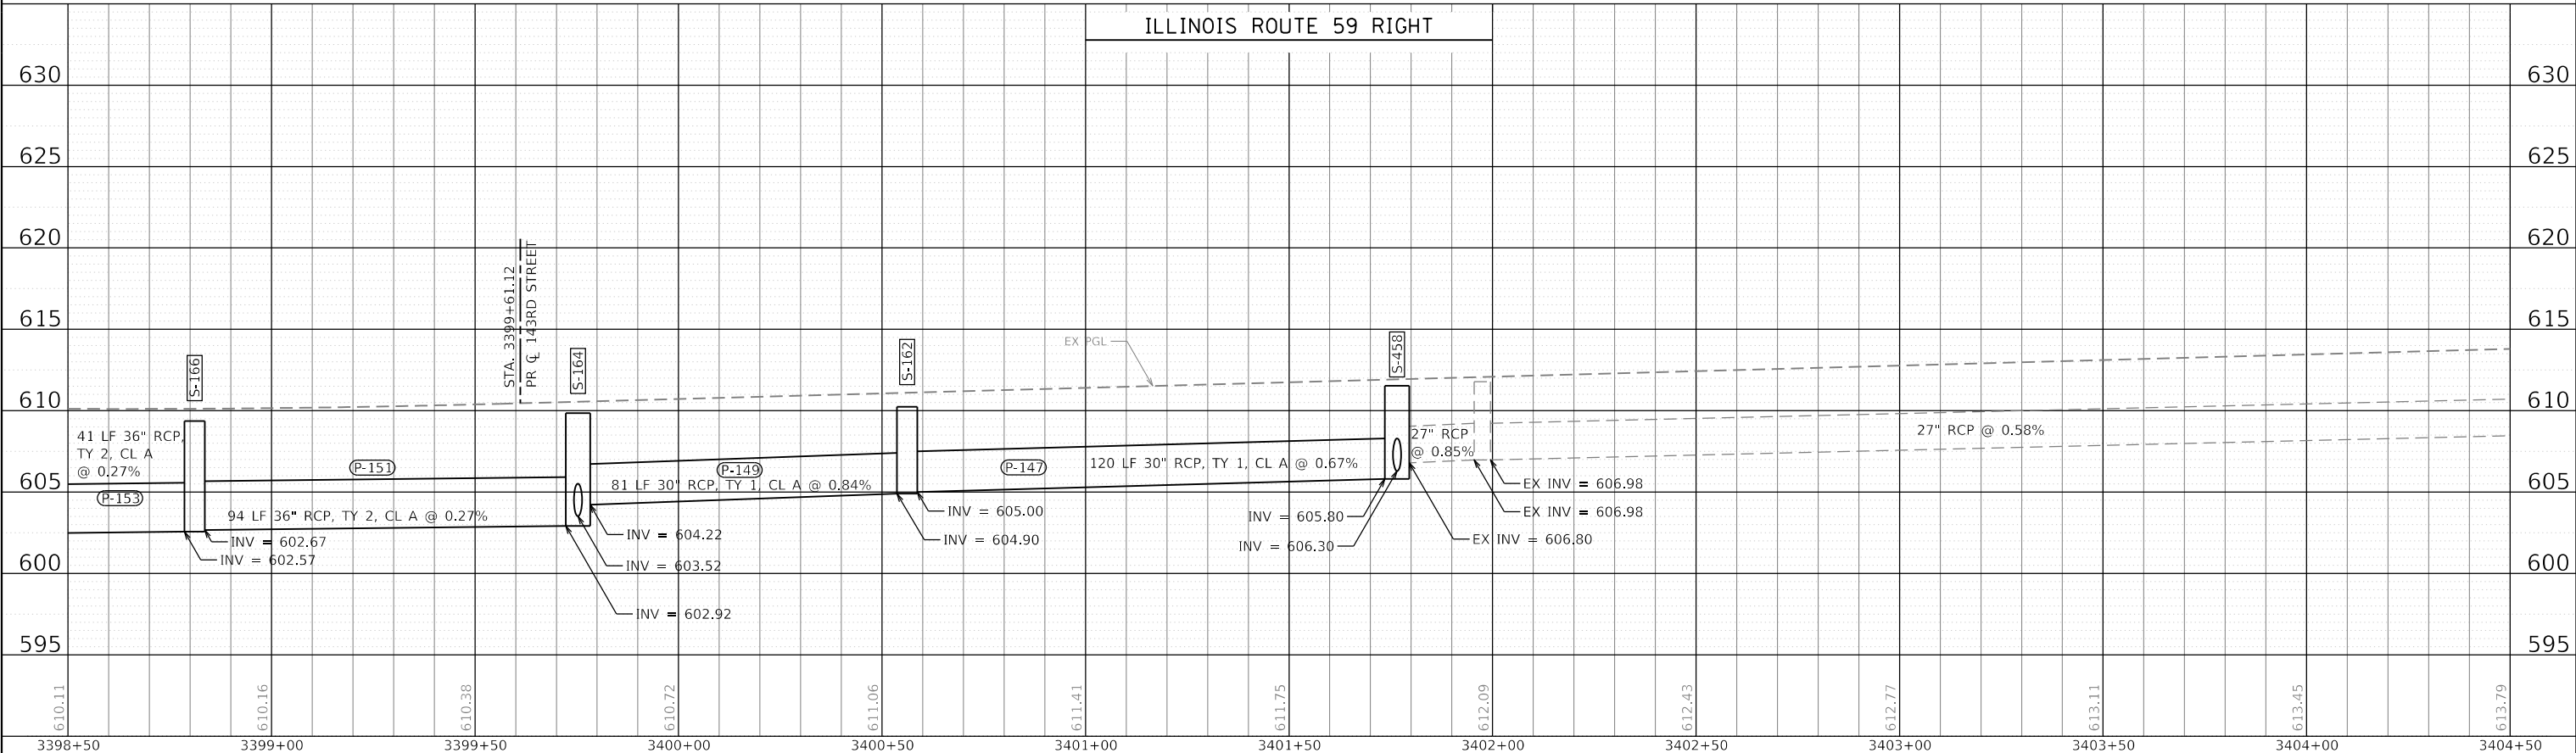 ILLINOIS ROUTE 59 RIGHT
630
630
625
625
620
620
615
615
610
610
605
605
600
600
595
595
STA. 3399+61.12
PR ℄ 143RD STREET
S-166
S-164
S-162
S-458
EX PGL
41 LF 36" RCP,
TY 2, CL A
@ 0.27%
P-153
P-151
94 LF 36" RCP, TY 2, CL A @ 0.27%
INV = 602.67
INV = 602.57
P-149
81 LF 30" RCP, TY 1, CL A @ 0.84%
INV = 604.22
INV = 603.52
INV = 602.92
P-147
120 LF 30" RCP, TY 1, CL A @ 0.67%
INV = 605.00
INV = 604.90
INV = 605.80
INV = 606.30
27" RCP
@ 0.85%
EX INV = 606.98
EX INV = 606.98
EX INV = 606.80
27" RCP @ 0.58%
610.11
610.16
610.38
610.72
611.06
611.41
611.75
612.09
612.43
612.77
613.11
613.45
613.79
3398+50
3399+00
3399+50
3400+00
3400+50
3401+00
3401+50
3402+00
3402+50
3403+00
3403+50
3404+00
3404+50